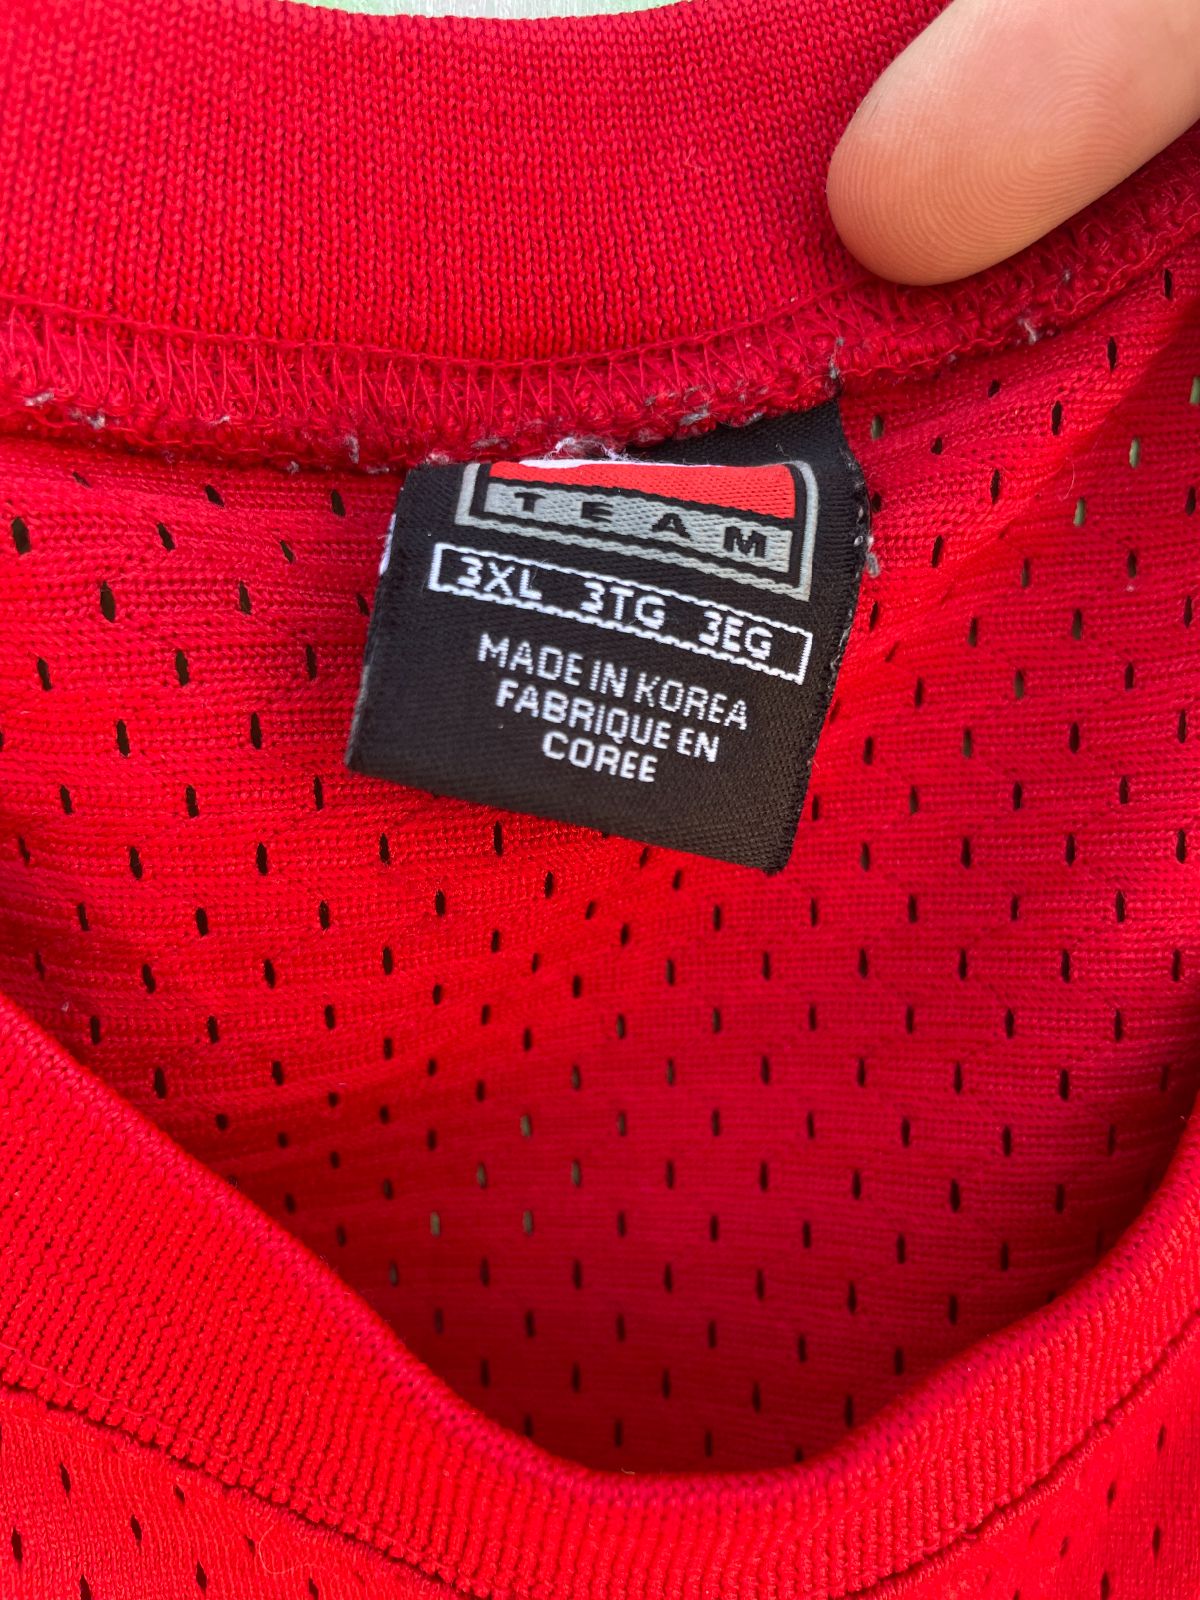 TEAM
3XL 3TG 3EG
MADE IN KOREA
FABRIQUE EN
COREE